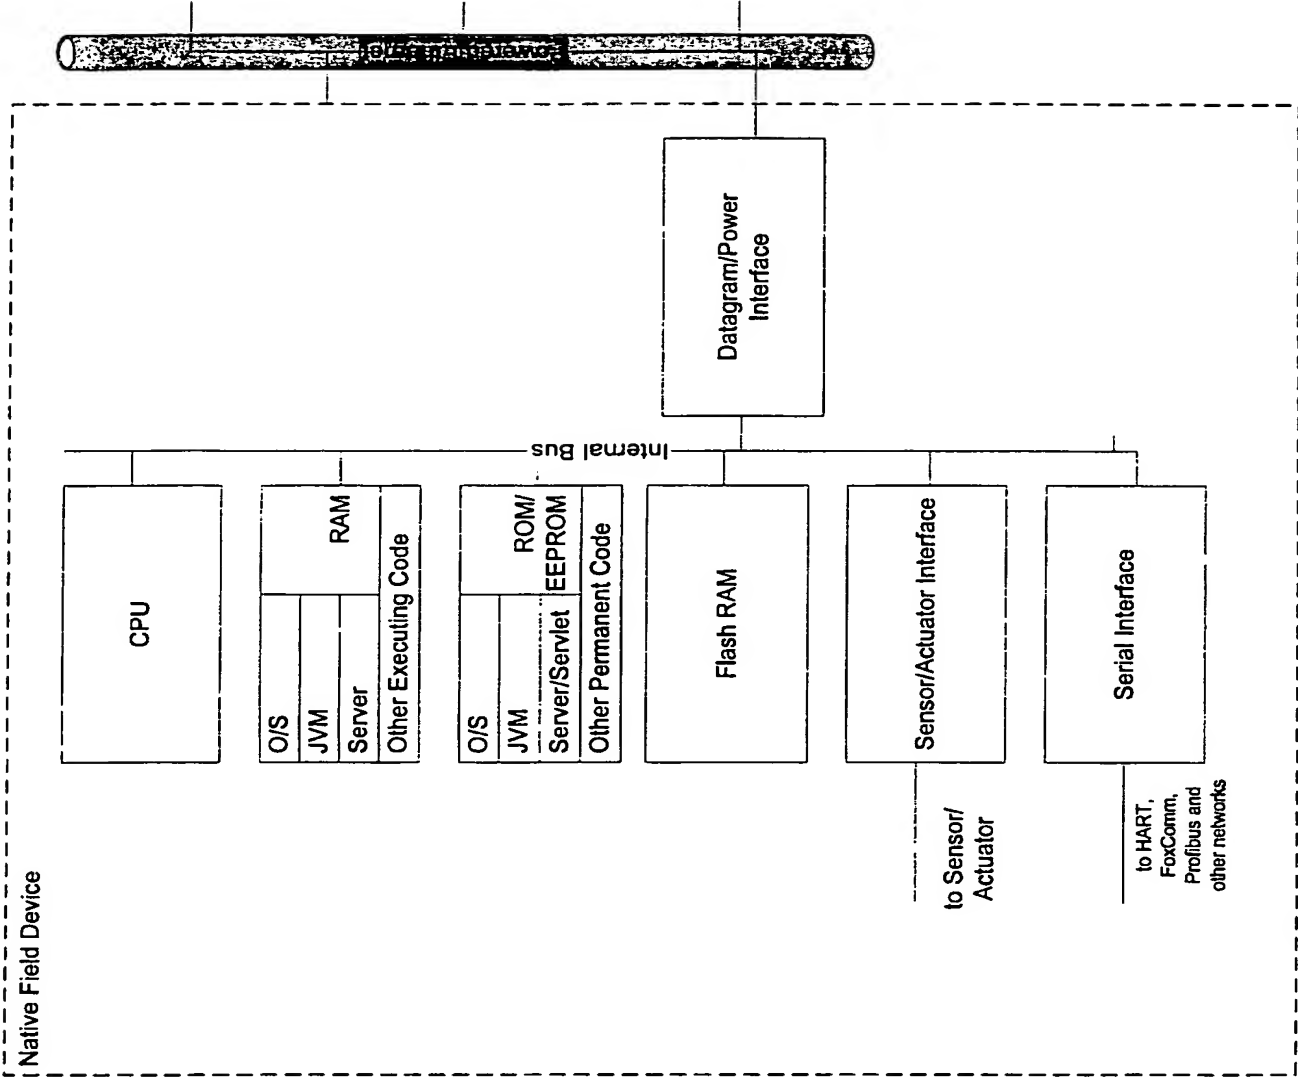 Native Field Device
CPU
O/S
JVM
Server
RAM
Other Executing Code
O/S
JVM
Server/Servlet
ROM/
EEPROM
Other Permanent Code
Flash RAM
Sensor/Actuator Interface
Serial Interface
to Sensor/
Actuator
to HART,
FoxComm,
Profibus and
other networks
Internal Bus
Datagram/Power
Interface